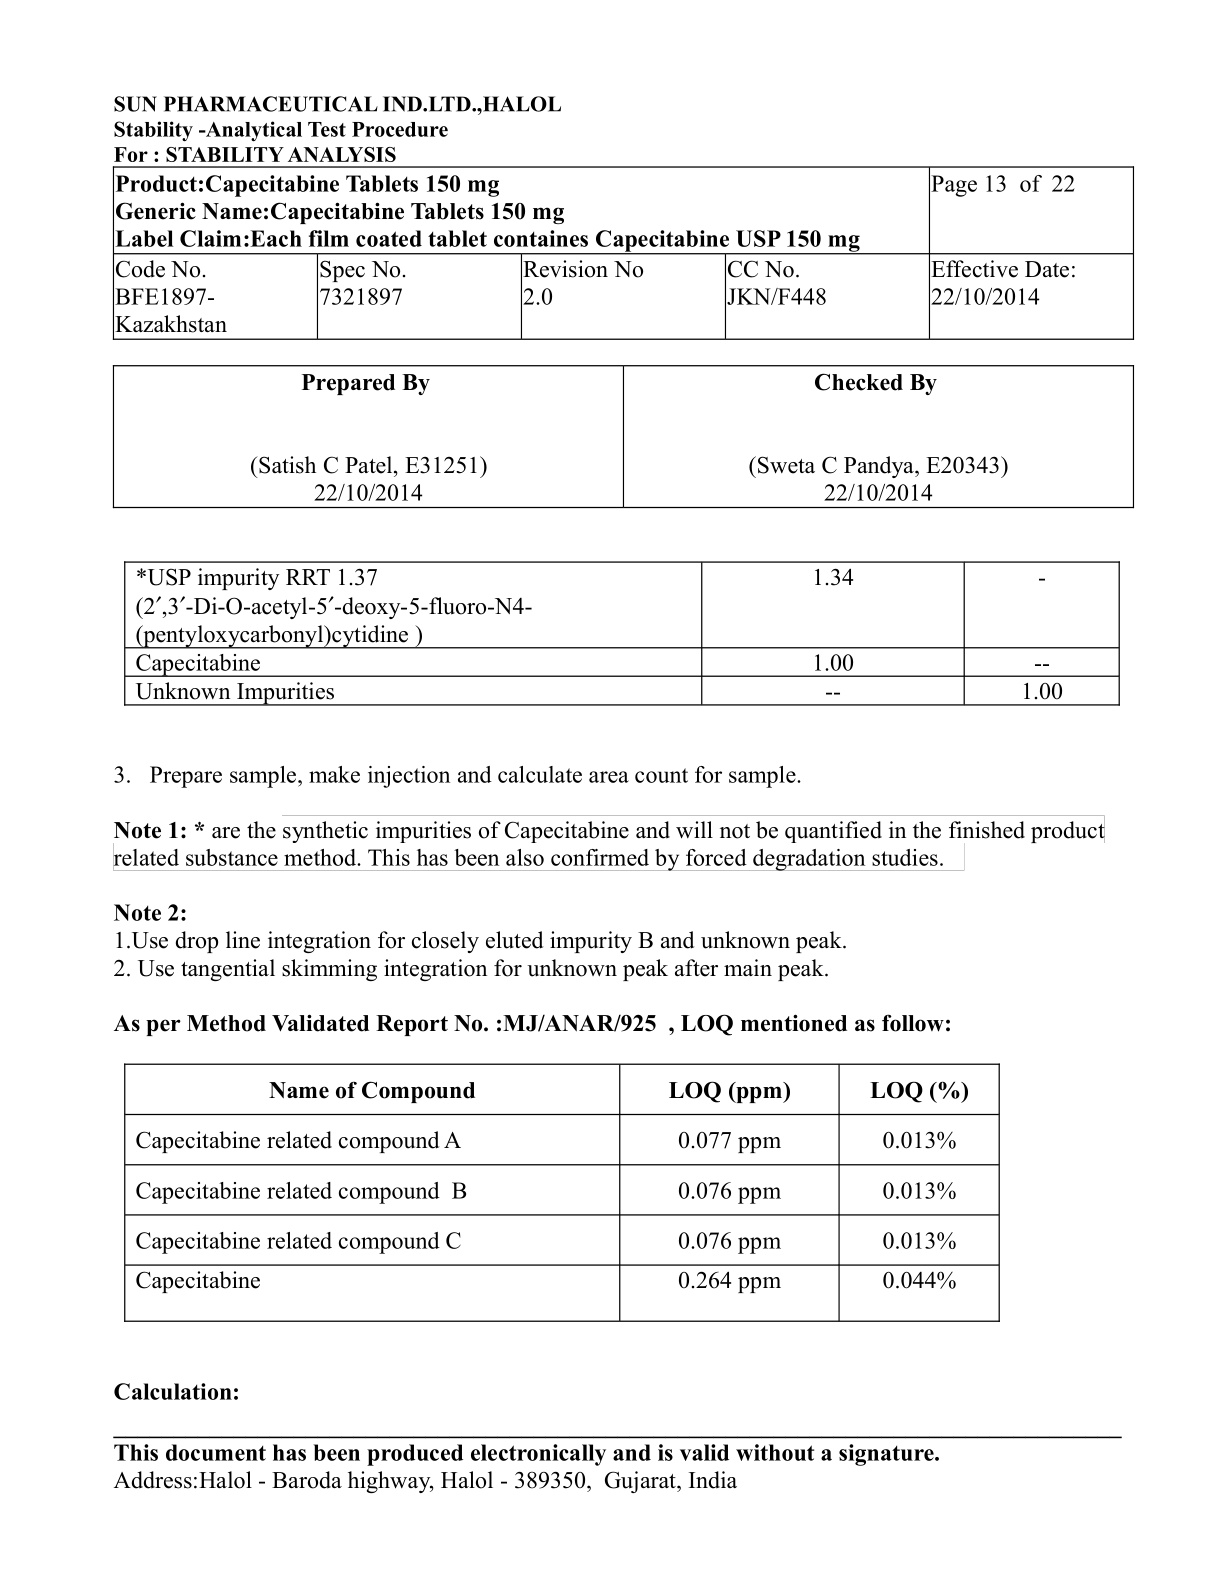 SUN PHARMACEUTICAL IND.LTD.,HALOL
Stability -Analytical Test Procedure
For : STABILITY ANALYSIS
Product:Capecitabine Tablets 150 mg
Generic Name:Capecitabine Tablets 150 mg
Label Claim:Each film coated tablet containes Capecitabine USP 150 mg
Page 13 of 22
Code No.
BFE1897-
Kazakhstan
Spec No.
7321897
Revision No
2.0
CC No.
JKN/F448
Effective Date:
22/10/2014
Prepared By
(Satish C Patel, E31251)
22/10/2014
Checked By
(Sweta C Pandya, E20343)
22/10/2014
*USP impurity RRT 1.37 1.34 -
(2′,3′-Di-O-acetyl-5′-deoxy-5-fluoro-N4-
(pentyloxycarbonyl)cytidine )
Capecitabine 1.00 --
Unknown Impurities -- 1.00
3. Prepare sample, make injection and calculate area count for sample.
Note 1: * are the synthetic impurities of Capecitabine and will not be quantified in the finished product
related substance method. This has been also confirmed by forced degradation studies.
Note 2:
1.Use drop line integration for closely eluted impurity B and unknown peak.
2. Use tangential skimming integration for unknown peak after main peak.
As per Method Validated Report No. :MJ/ANAR/925 , LOQ mentioned as follow:
Name of Compound LOQ (ppm) LOQ (%)
Capecitabine related compound A 0.077 ppm 0.013%
Capecitabine related compound B 0.076 ppm 0.013%
Capecitabine related compound C 0.076 ppm 0.013%
Capecitabine 0.264 ppm 0.044%
Calculation:
This document has been produced electronically and is valid without a signature.
Address:Halol - Baroda highway, Halol - 389350, Gujarat, India